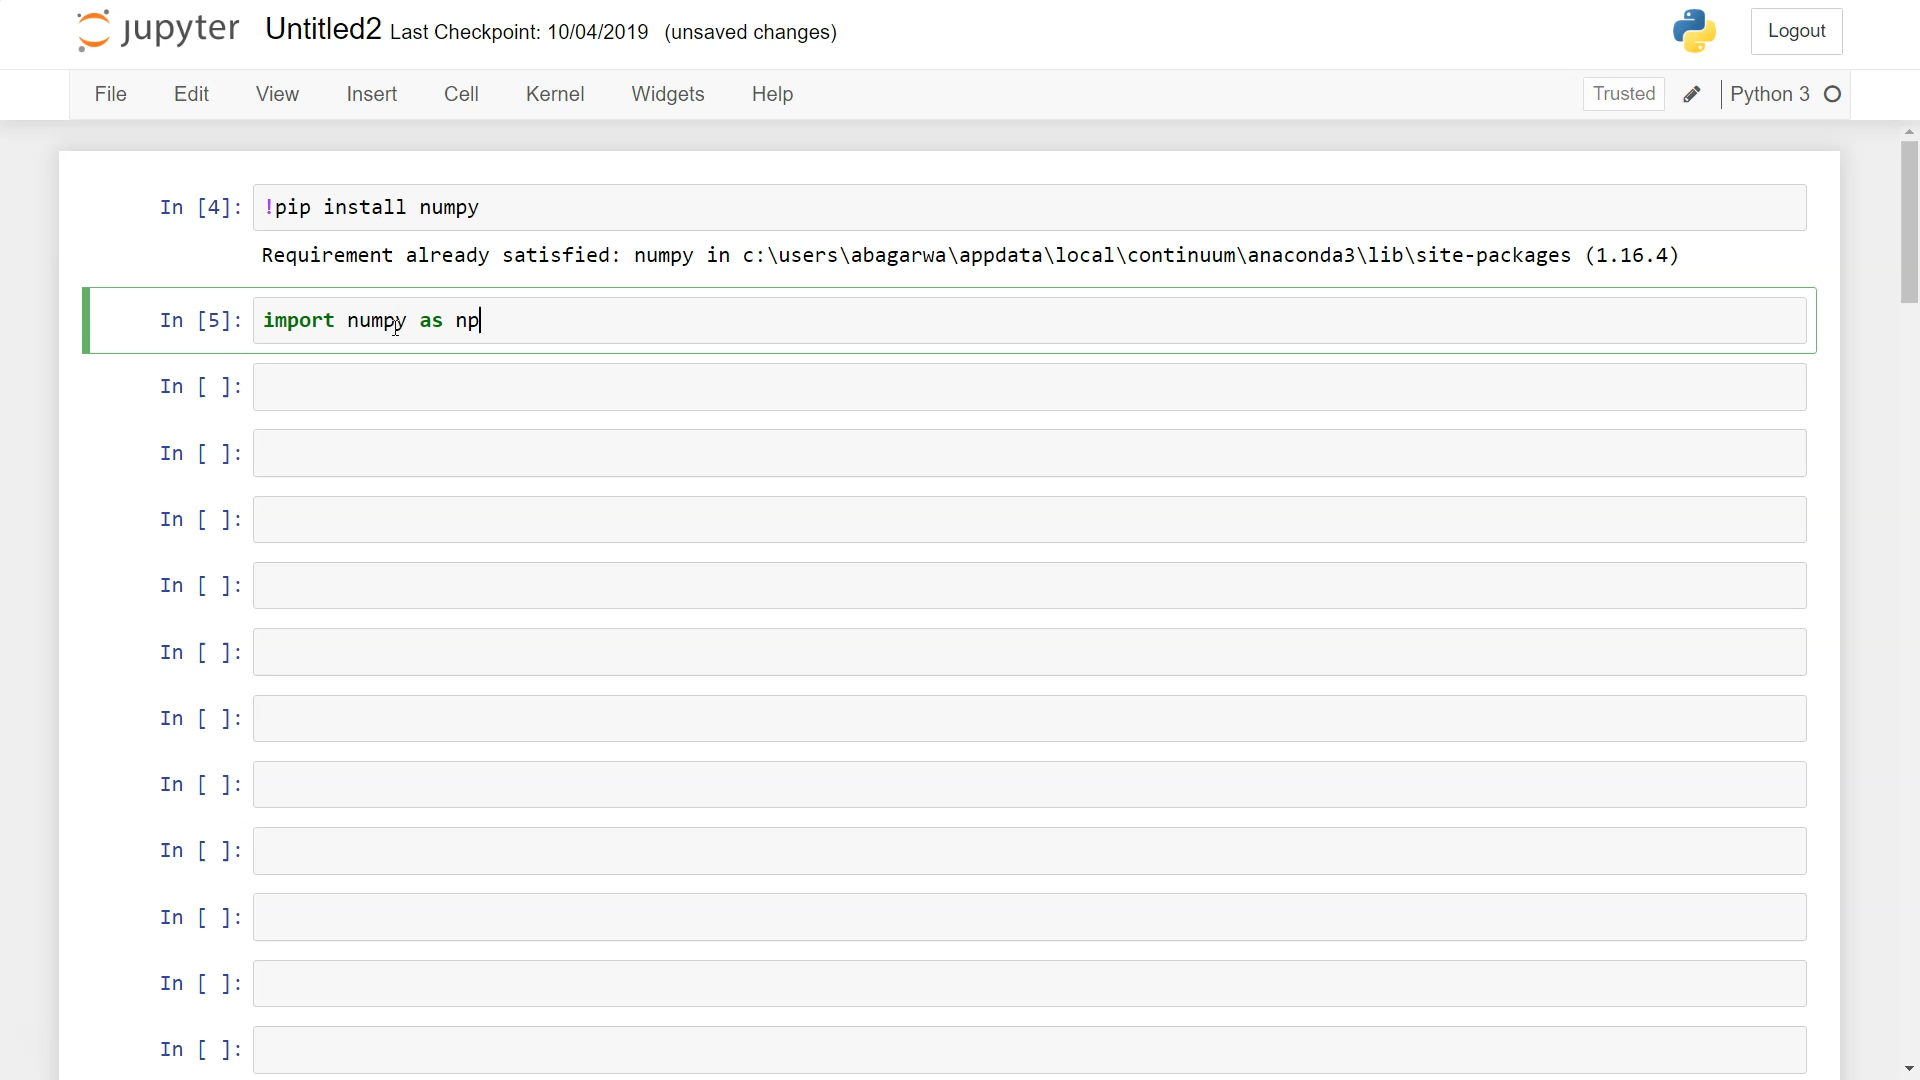 jupyter Untitled2 Last Checkpoint: 10/04/2019 (unsaved changes) Logout
File Edit View Insert Cell Kernel Widgets Help Trusted Python 3
In [4]: !pip install numpy
Requirement already satisfied: numpy in c:\users\abagarwa\appdata\local\continuum\anaconda3\lib\site-packages (1.16.4)
In [5]: import numpy as np
In [ ]:
In [ ]:
In [ ]:
In [ ]:
In [ ]:
In [ ]:
In [ ]:
In [ ]:
In [ ]:
In [ ]:
In [ ]: